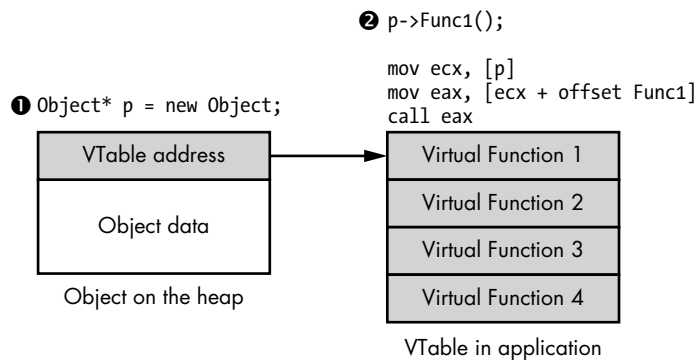 ❶ Object* p = new Object;
VTable address
Object data
Object on the heap
❷ p->Func1();
mov ecx, [p]
mov eax, [ecx + offset Func1]
call eax
Virtual Function 1
Virtual Function 2
Virtual Function 3
Virtual Function 4
VTable in application